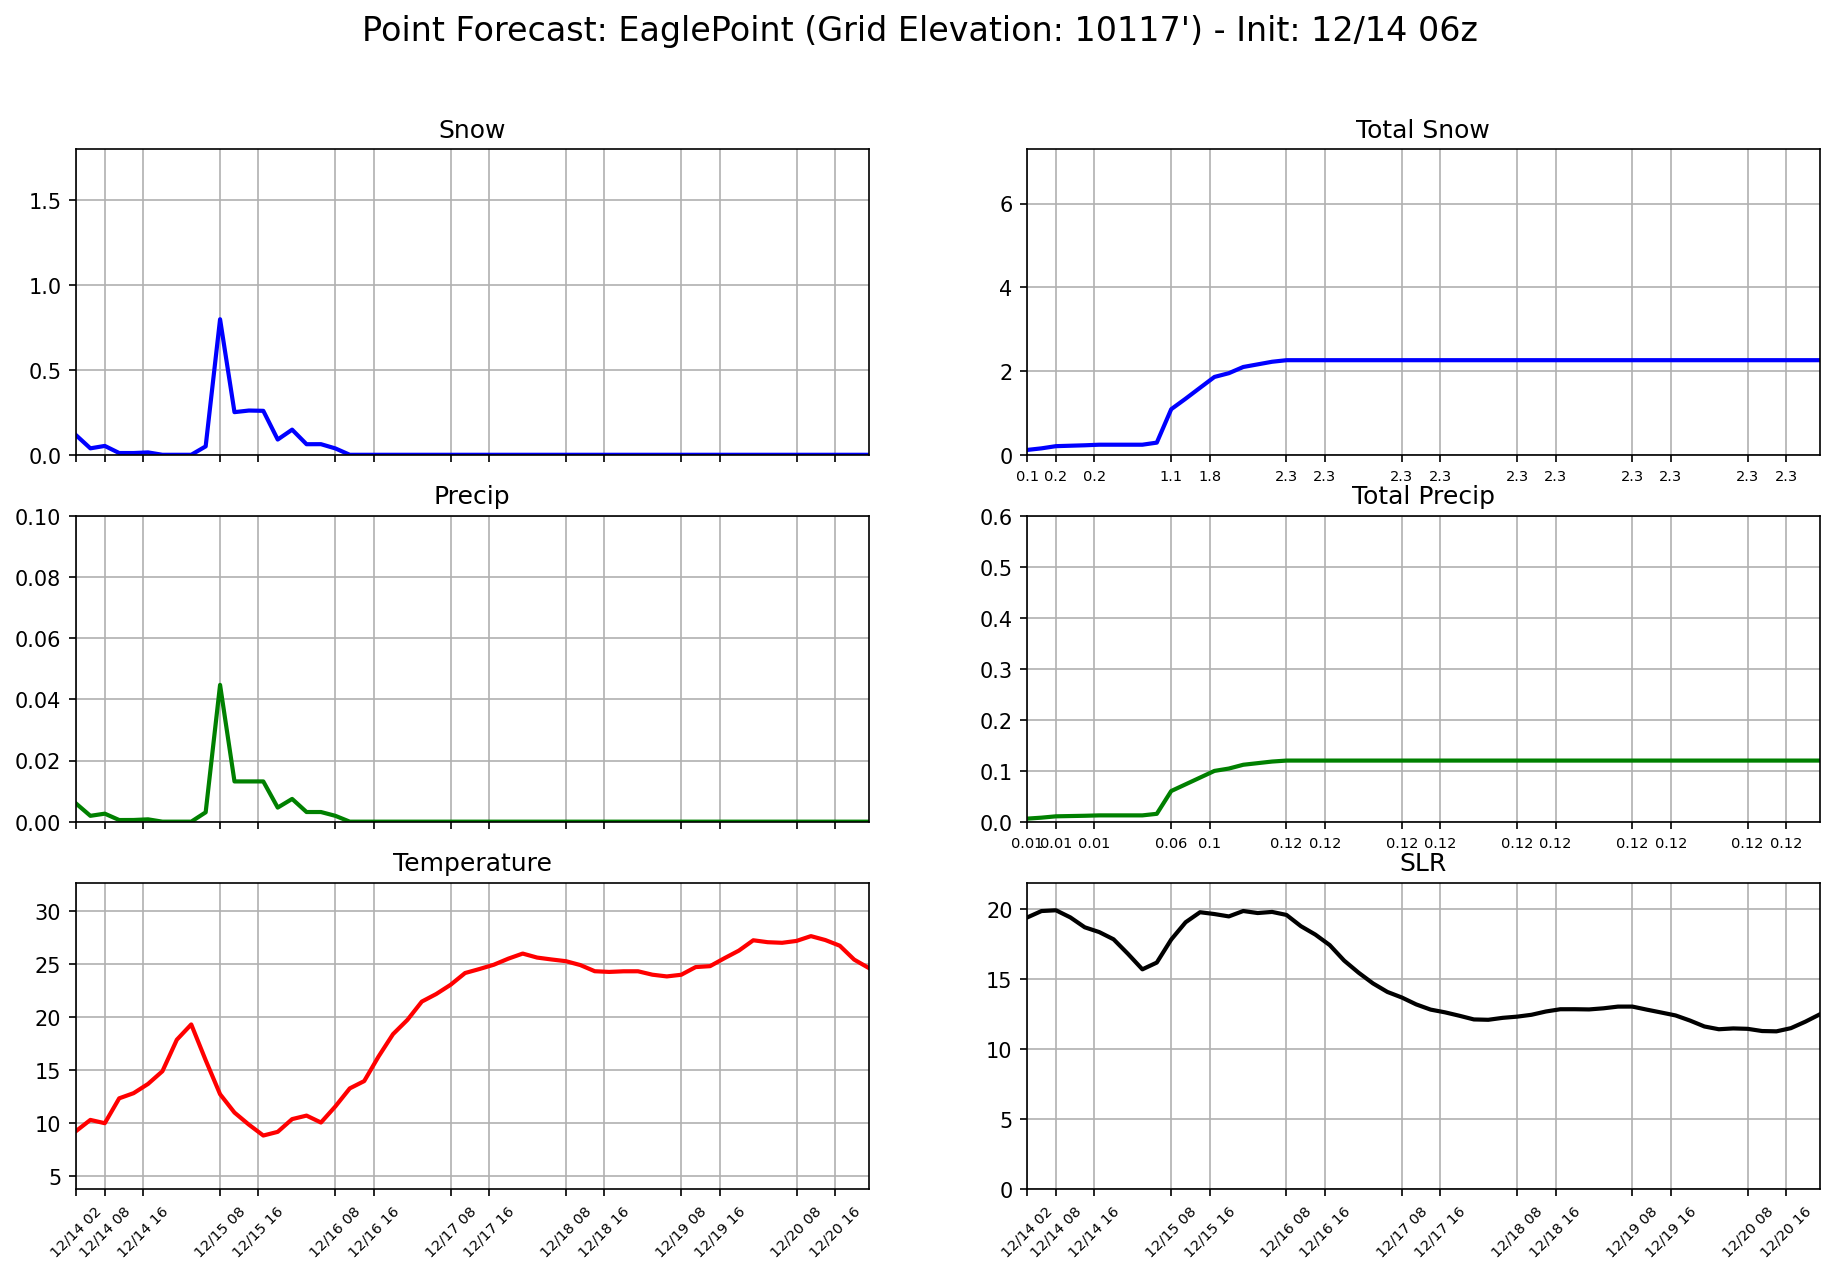 Point Forecast: EaglePoint (Grid Elevation: 10117') - Init: 12/14 06z
Snow
1.5
1.0
0.5
0.0
Total Snow
6
4
2
0
0.1 0.2 0.2 1.1 1.8 2.3 2.3 2.3 2.3 2.3 2.3 2.3 2.3 2.3 2.3
Precip
0.10
0.08
0.06
0.04
0.02
0.00
Total Precip
0.6
0.5
0.4
0.3
0.2
0.1
0.0
0.01 0.01 0.01 0.06 0.1 0.12 0.12 0.12 0.12 0.12 0.12 0.12 0.12 0.12 0.12
Temperature
30
25
20
15
10
5
12/14 02 12/14 08 12/14 16 12/15 08 12/15 16 12/16 08 12/16 16 12/17 08 12/17 16 12/18 08 12/18 16 12/19 08 12/19 16 12/20 08 12/20 16
SLR
20
15
10
5
0
12/14 02 12/14 08 12/14 16 12/15 08 12/15 16 12/16 08 12/16 16 12/17 08 12/17 16 12/18 08 12/18 16 12/19 08 12/19 16 12/20 08 12/20 16